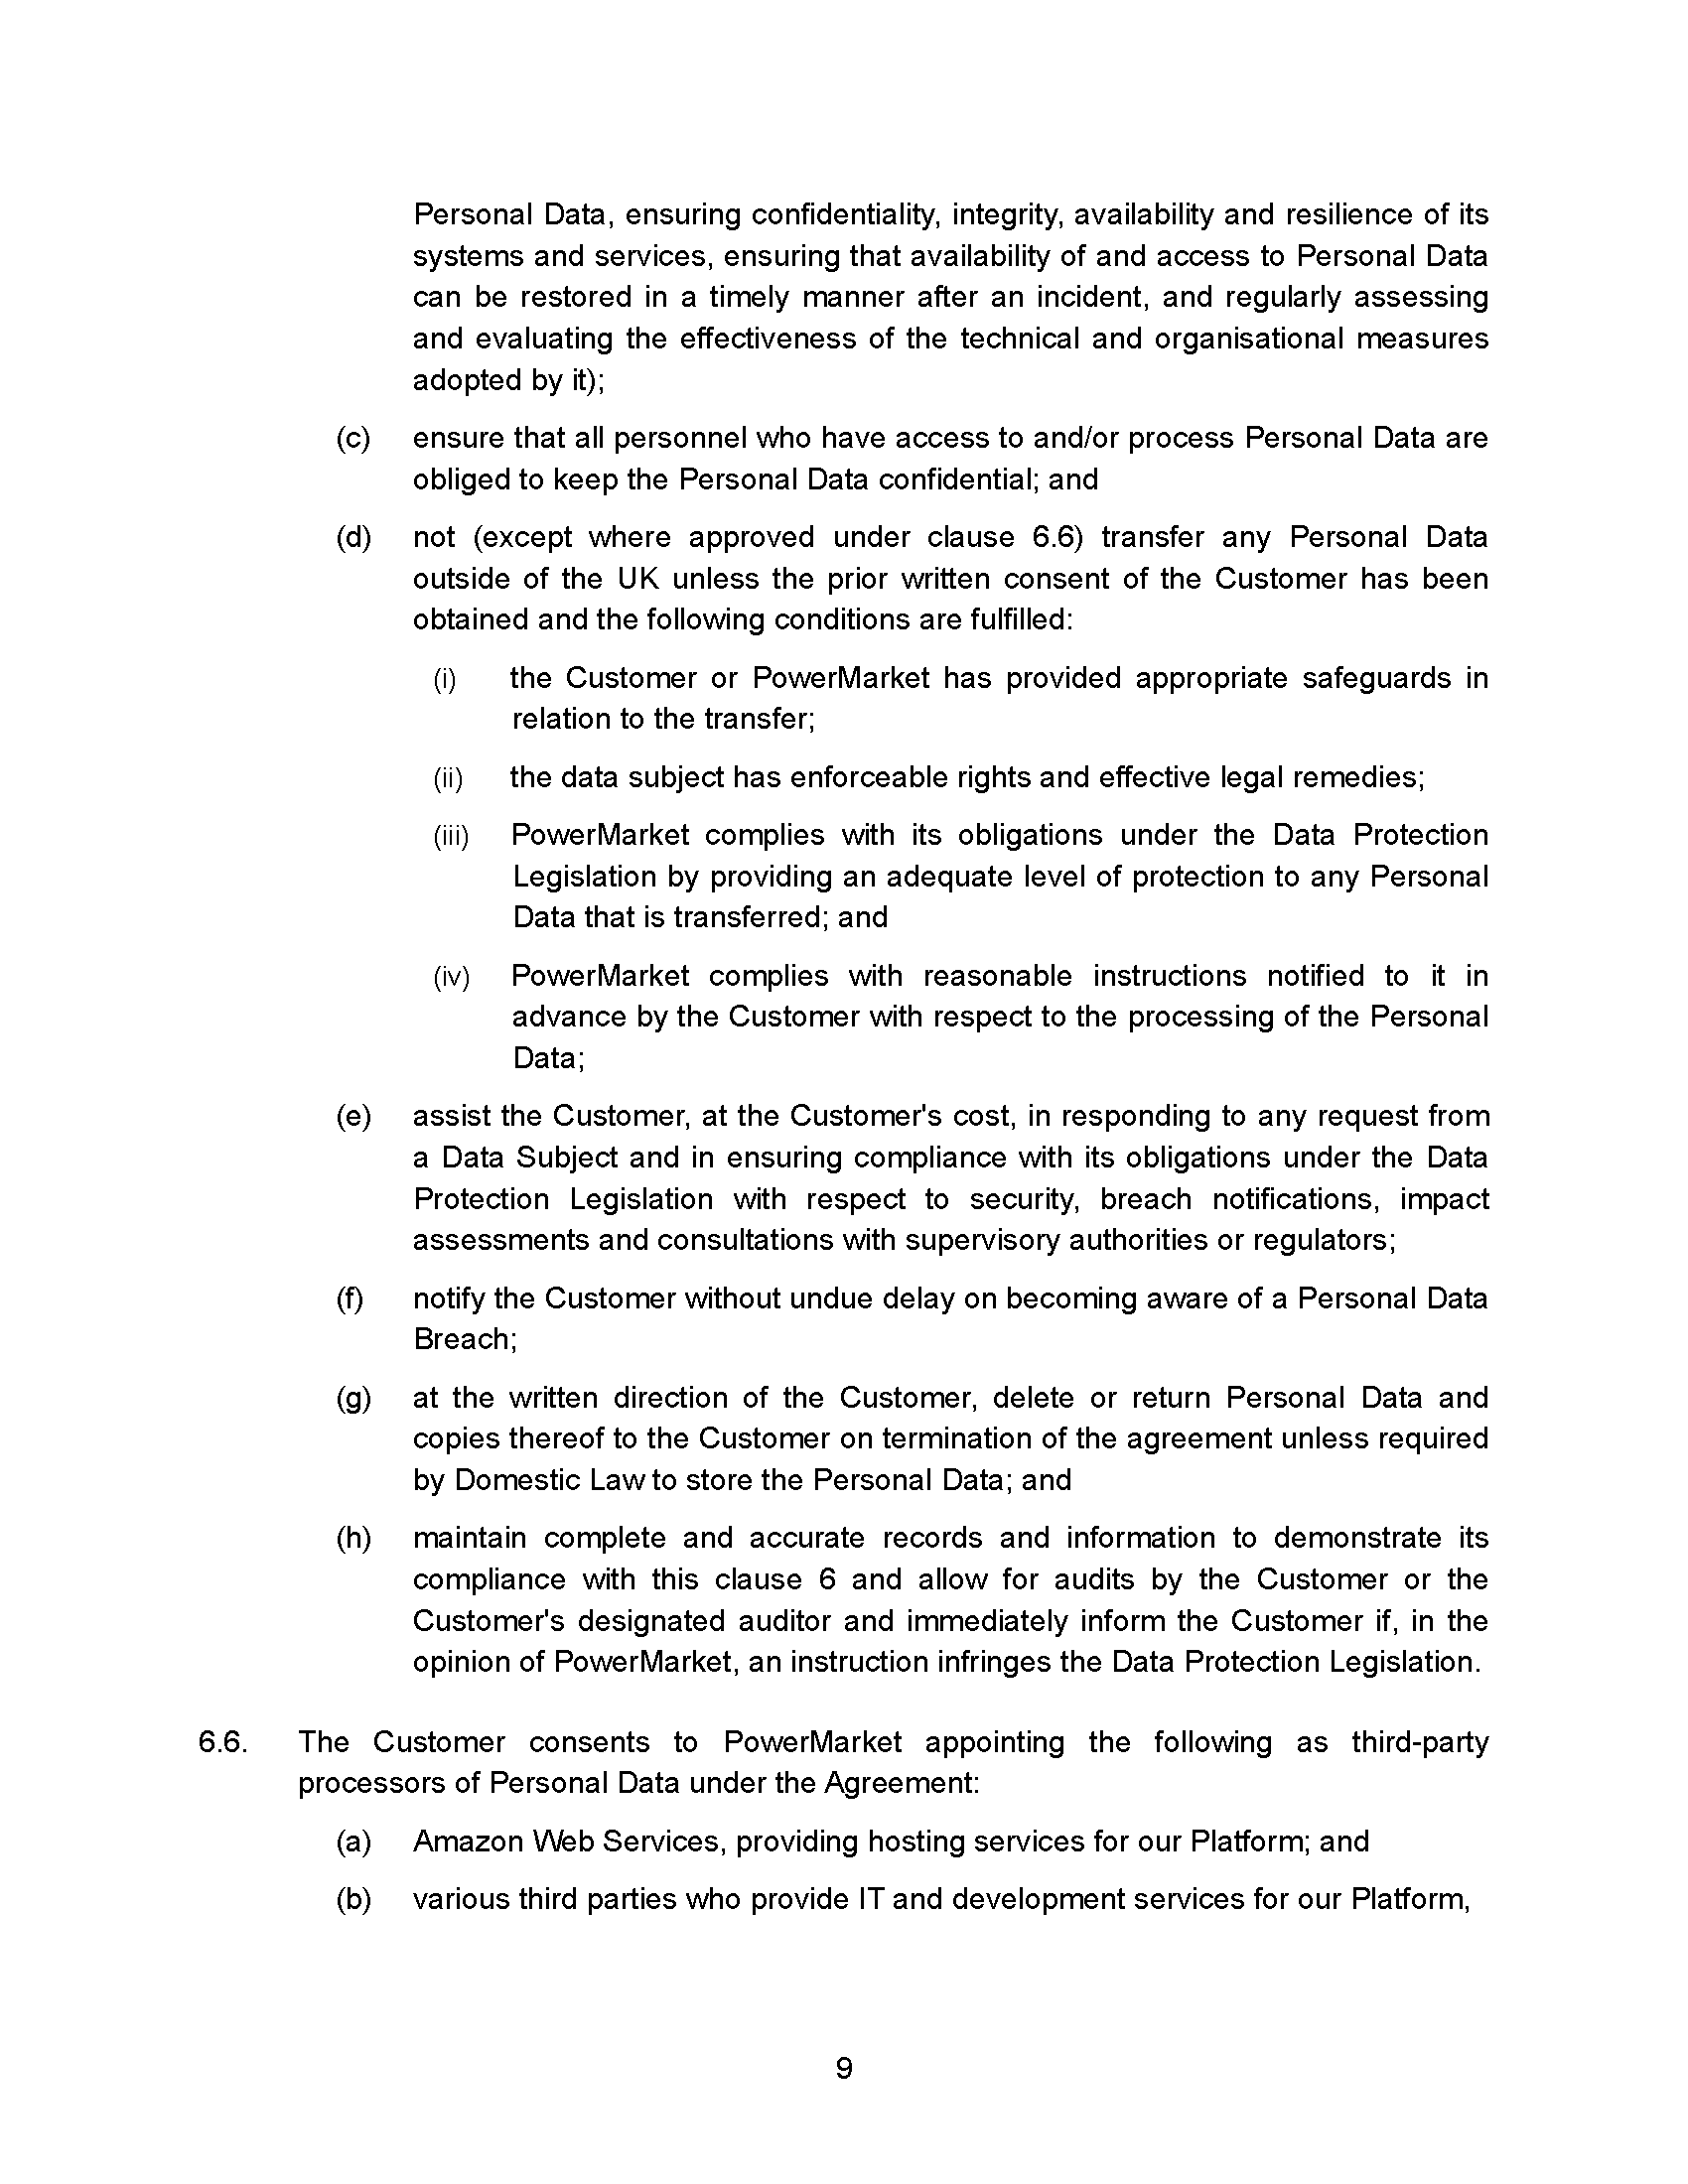 Personal Data, ensuring confidentiality, integrity, availability and resilience of its
systems and services, ensuring that availability of and access to Personal Data
can be restored in a timely manner after an incident, and regularly assessing
and evaluating the effectiveness of the technical and organisational measures
adopted by it);
(c) ensure that all personnel who have access to and/or process Personal Data are
obliged to keep the Personal Data confidential; and
(d) not (except where approved under clause 6.6) transfer any Personal Data
outside of the UK unless the prior written consent of the Customer has been
obtained and the following conditions are fulfilled:
(i) the Customer or PowerMarket has provided appropriate safeguards in
relation to the transfer;
(ii) the data subject has enforceable rights and effective legal remedies;
(iii) PowerMarket complies with its obligations under the Data Protection
Legislation by providing an adequate level of protection to any Personal
Data that is transferred; and
(iv) PowerMarket complies with reasonable instructions notified to it in
advance by the Customer with respect to the processing of the Personal
Data;
(e) assist the Customer, at the Customer's cost, in responding to any request from
a Data Subject and in ensuring compliance with its obligations under the Data
Protection Legislation with respect to security, breach notifications, impact
assessments and consultations with supervisory authorities or regulators;
(f) notify the Customer without undue delay on becoming aware of a Personal Data
Breach;
(g) at the written direction of the Customer, delete or return Personal Data and
copies thereof to the Customer on termination of the agreement unless required
by Domestic Law to store the Personal Data; and
(h) maintain complete and accurate records and information to demonstrate its
compliance with this clause 6 and allow for audits by the Customer or the
Customer's designated auditor and immediately inform the Customer if, in the
opinion of PowerMarket, an instruction infringes the Data Protection Legislation.
6.6. The Customer consents to PowerMarket appointing the following as third-party
processors of Personal Data under the Agreement:
(a) Amazon Web Services, providing hosting services for our Platform; and
(b) various third parties who provide IT and development services for our Platform,
9